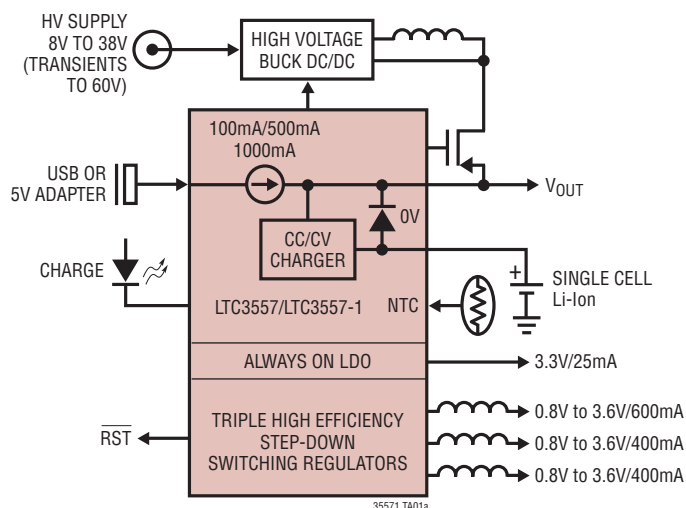 HV SUPPLY
8V TO 38V
(TRANSIENTS
TO 60V)
HIGH VOLTAGE
BUCK DC/DC
100mA/500mA
1000mA
USB OR
5V ADAPTER
VOUT
0V
CC/CV
CHARGER
CHARGE
LTC3557/LTC3557-1
NTC
+
SINGLE CELL
Li-Ion
ALWAYS ON LDO
3.3V/25mA
TRIPLE HIGH EFFICIENCY
STEP-DOWN
SWITCHING REGULATORS
RST
0.8V to 3.6V/600mA
0.8V to 3.6V/400mA
0.8V to 3.6V/400mA
35571 TA01a